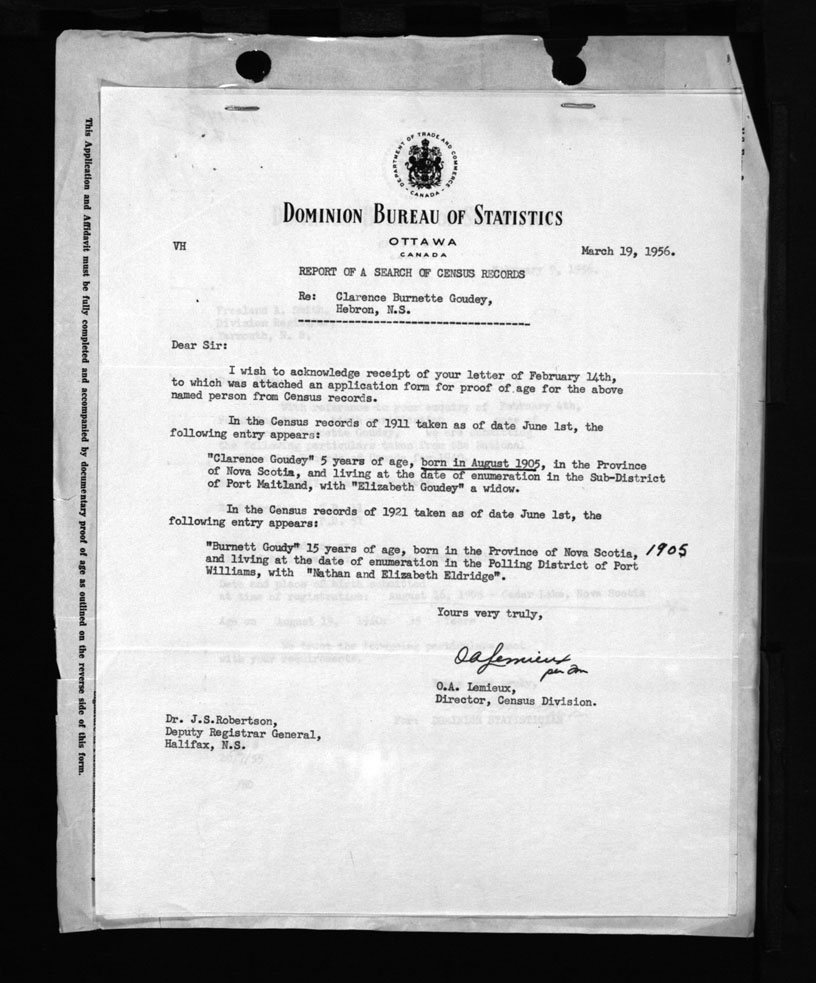 DEPARTMENT OF TRADE AND COMMERCE
CANADA
DOMINION BUREAU OF STATISTICS
OTTAWA
CANADA
VH
March 19, 1956.
REPORT OF A SEARCH OF CENSUS RECORDS
Re: Clarence Burnette Goudey,
Hebron, N.S.
Dear Sir:
I wish to acknowledge receipt of your letter of February 14th,
to which was attached an application form for proof of age for the above
named person from Census records.
In the Census records of 1911 taken as of date June 1st, the
following entry appears:
"Clarence Goudey" 5 years of age, born in August 1905, in the Province
of Nova Scotia, and living at the date of enumeration in the Sub-District
of Port Maitland, with "Elizabeth Goudey" a widow.
In the Census records of 1921 taken as of date June 1st, the
following entry appears:
"Burnett Goudy" 15 years of age, born in the Province of Nova Scotia, 1905
and living at the date of enumeration in the Polling District of Port
Williams, with "Nathan and Elizabeth Eldridge".
Yours very truly,
OALemieux
per
O.A. Lemieux,
Director, Census Division.
Dr. J.S.Robertson,
Deputy Registrar General,
Halifax, N.S.
This Application and Affidavit must be fully completed and accompanied by documentary proof of age as outlined on the reverse side of this form.